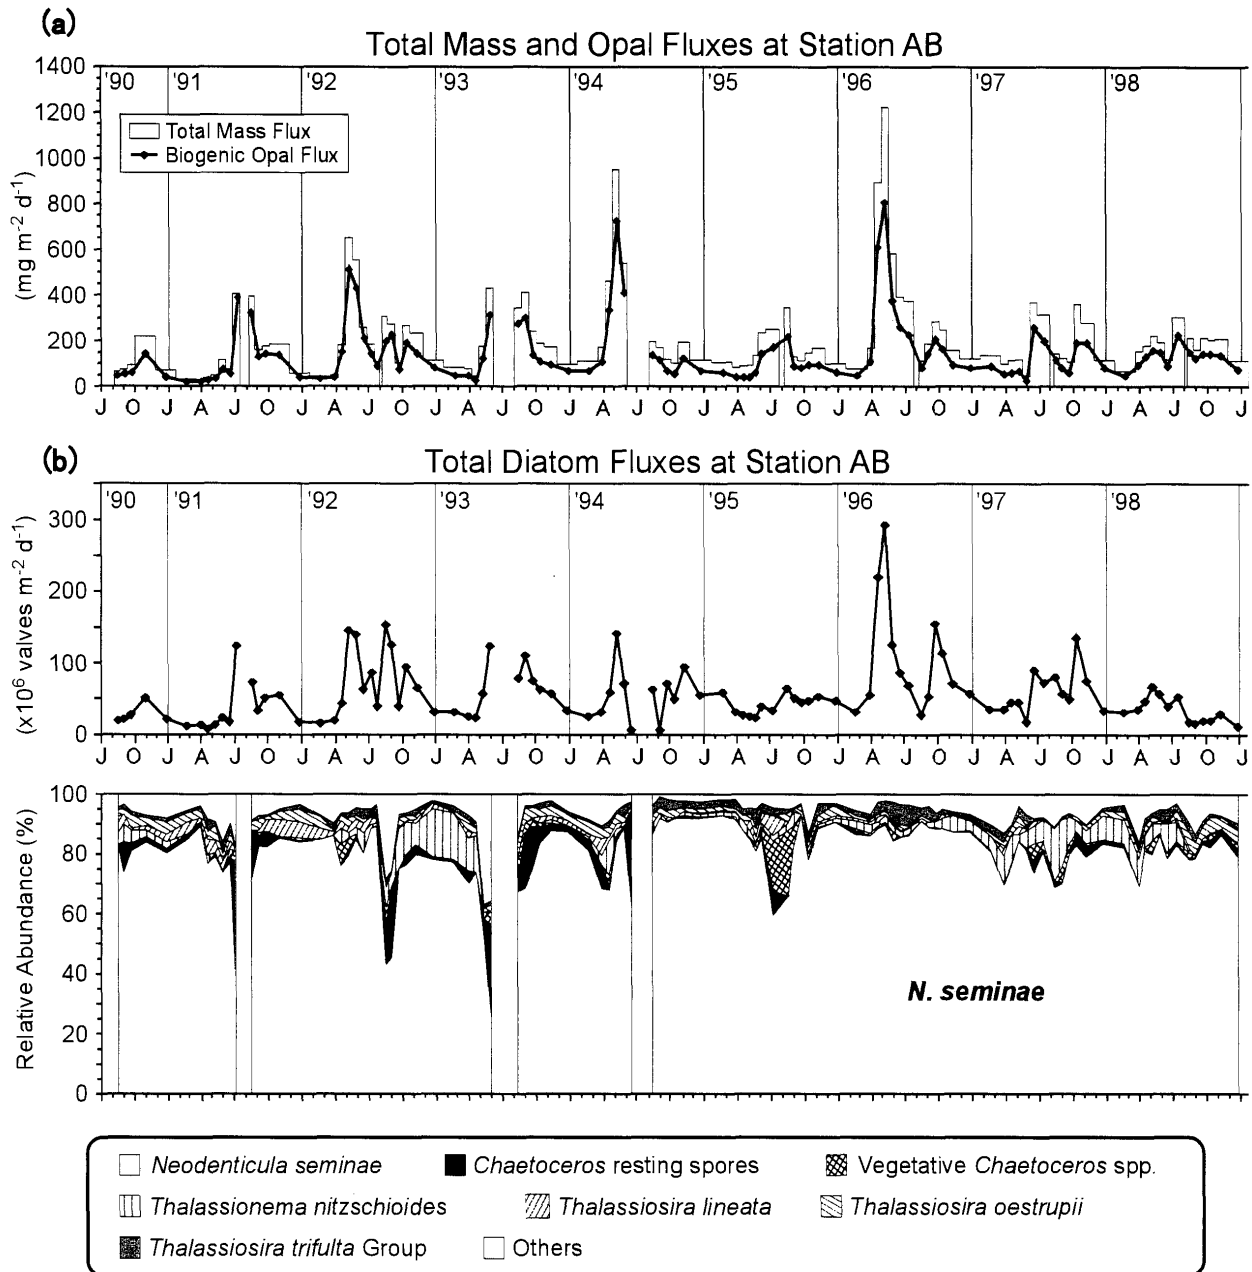 (a)
Total Mass and Opal Fluxes at Station AB
1400
1200
1000
800
600
400
200
0
(mg m⁻² d⁻¹)
'90 '91 '92 '93 '94 '95 '96 '97 '98
Total Mass Flux
Biogenic Opal Flux
J O J A J O J A J O J A J O J A J O J A J O J A J O J A J O J A J O J
(b)
Total Diatom Fluxes at Station AB
300
200
100
0
(x10⁶ valves m⁻² d⁻¹)
'90 '91 '92 '93 '94 '95 '96 '97 '98
J O J A J O J A J O J A J O J A J O J A J O J A J O J A J O J A J O J
100
80
60
40
20
0
Relative Abundance (%)
N. seminae
Neodenticula seminae Chaetoceros resting spores Vegetative Chaetoceros spp.
Thalassionema nitzschioides Thalassiosira lineata Thalassiosira oestrupii
Thalassiosira trifulta Group Others